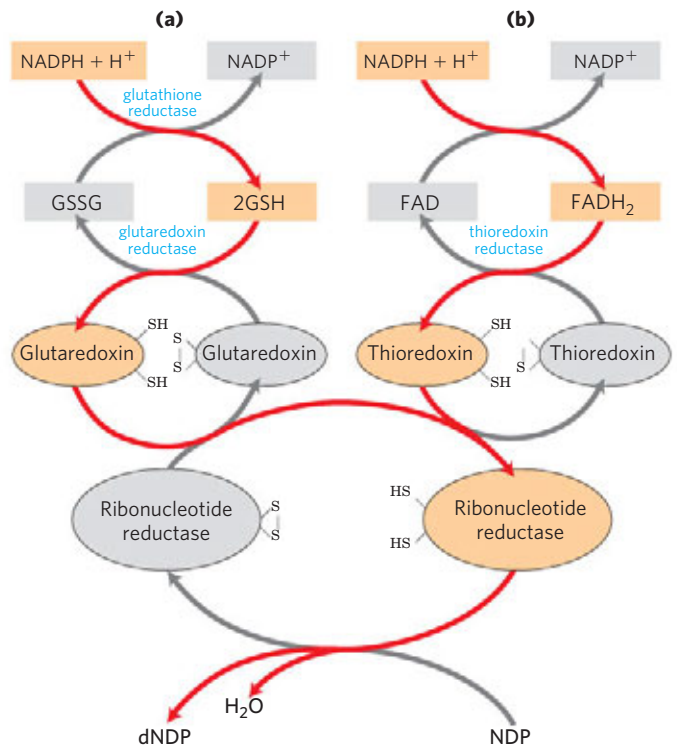 (a) (b)
NADPH + H⁺ NADP⁺ NADPH + H⁺ NADP⁺
glutathione
reductase
GSSG 2GSH FAD FADH₂
glutaredoxin
reductase
thioredoxin
reductase
SH S SH
Glutaredoxin Glutaredoxin Thioredoxin Thioredoxin
SH S SH S
Ribonucleotide
reductase
S
S
HS
HS
Ribonucleotide
reductase
H₂O
dNDP NDP